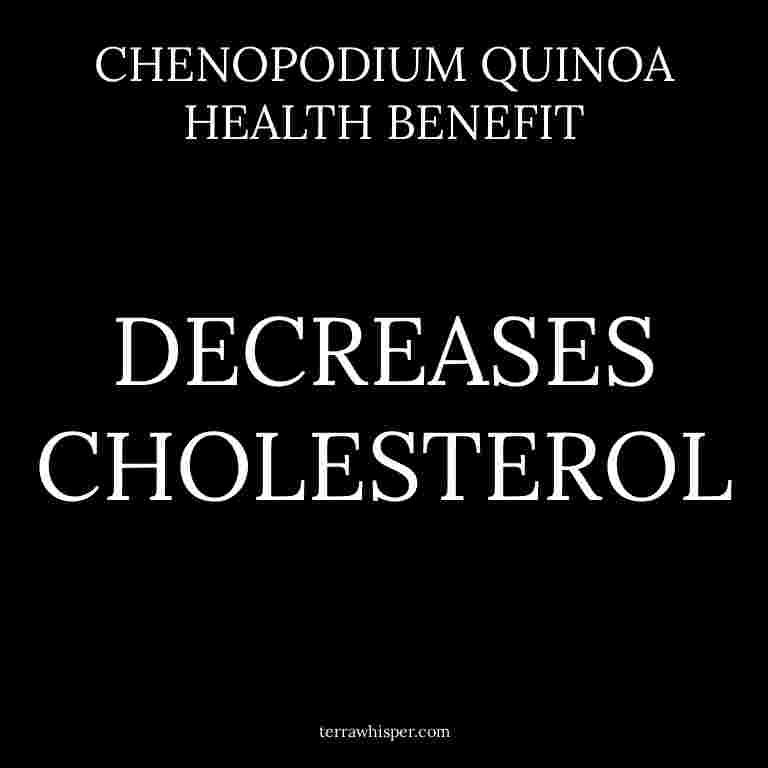 CHENOPODIUM QUINOA
HEALTH BENEFIT
DECREASES
CHOLESTEROL
terrawhisper.com